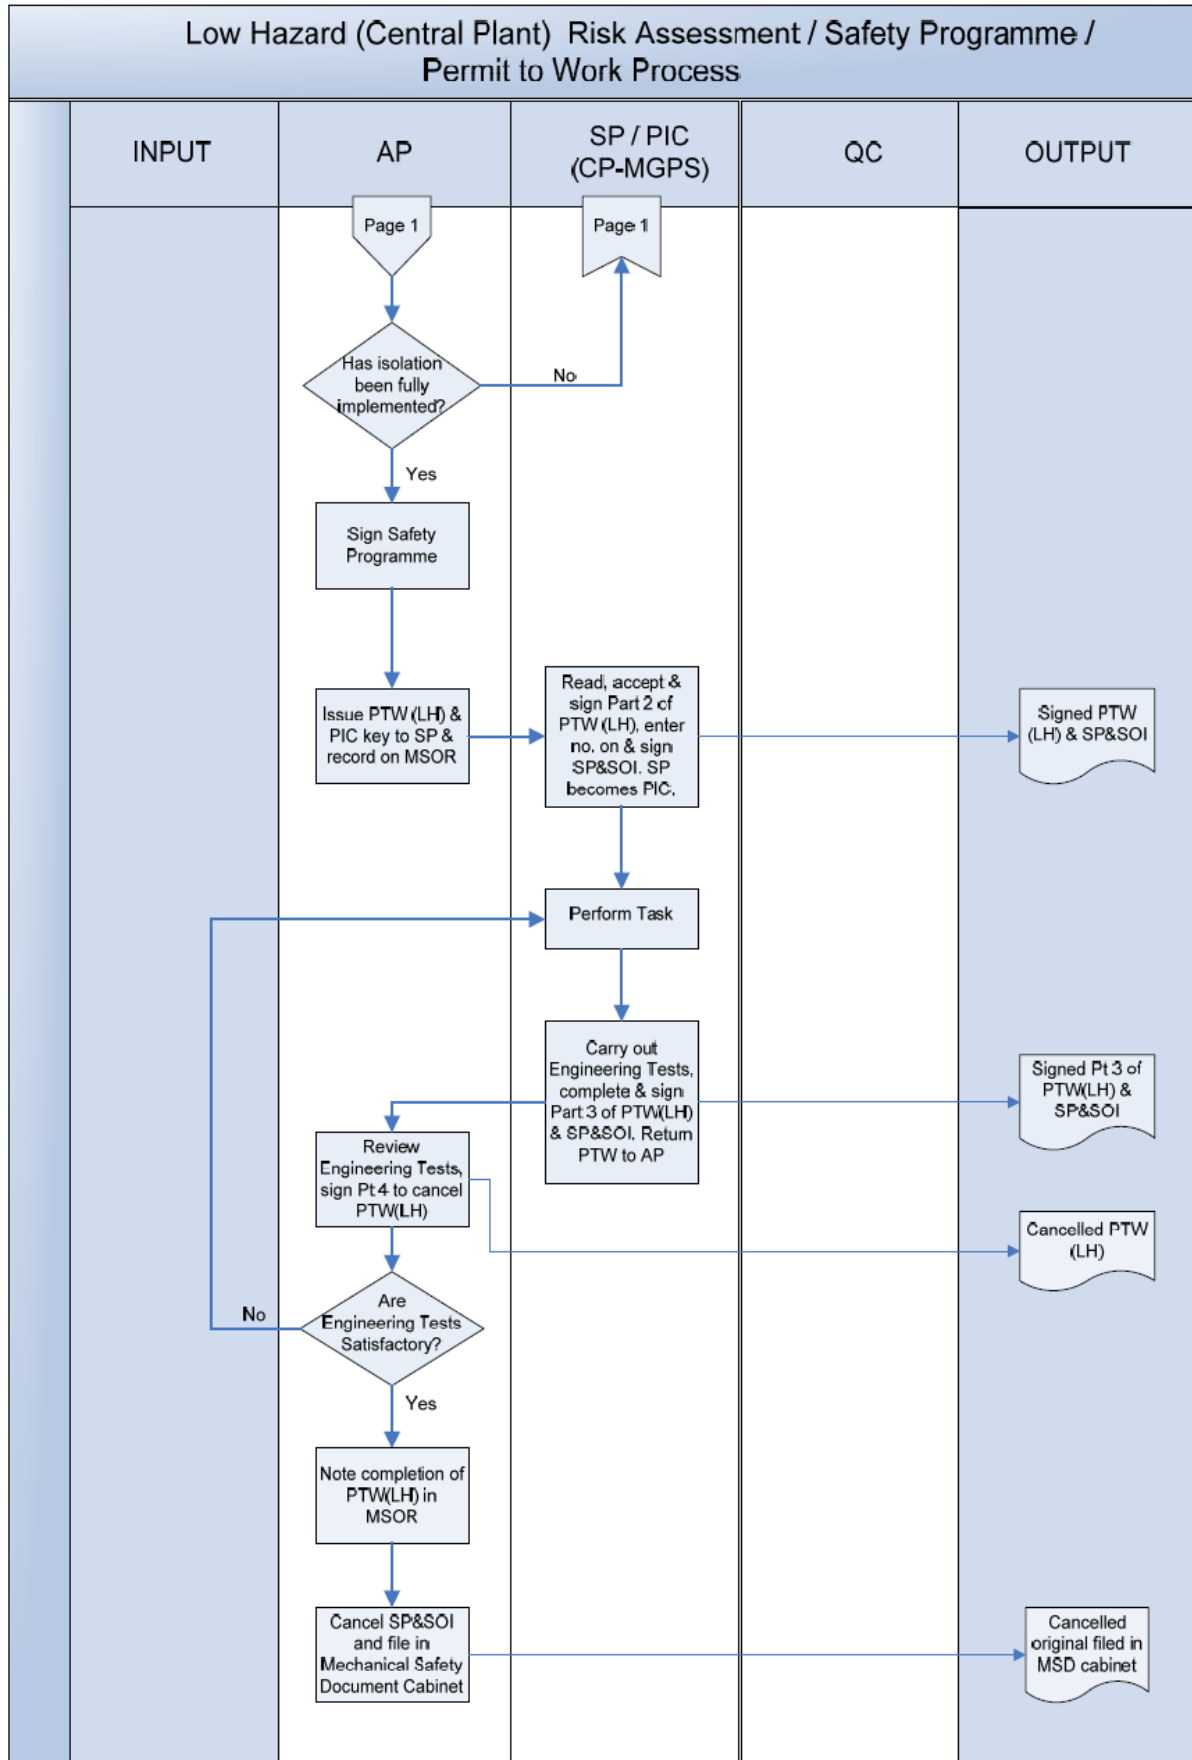 Low Hazard (Central Plant) Risk Assessment / Safety Programme /
Permit to Work Process
INPUT
AP
SP / PIC
(CP-MGPS)
QC
OUTPUT
Page 1
Page 1
Has isolation
been fully
implemented?
No
Yes
Sign Safety
Programme
Issue PTW (LH) &
PIC key to SP &
record on MSOR
Read, accept &
sign Part 2 of
PTW (LH), enter
no. on & sign
SP&SOI. SP
becomes PIC.
Signed PTW
(LH) & SP&SOI
Perform Task
Carry out
Engineering Tests,
complete & sign
Part 3 of PTW(LH)
& SP&SOI. Return
PTW to AP
Signed Pt 3 of
PTW(LH) &
SP&SOI
Review
Engineering Tests,
sign Pt 4 to cancel
PTW(LH)
Cancelled PTW
(LH)
Are
Engineering Tests
Satisfactory?
No
Yes
Note completion of
PTW(LH) in
MSOR
Cancel SP&SOI
and file in
Mechanical Safety
Document Cabinet
Cancelled
original filed in
MSD cabinet